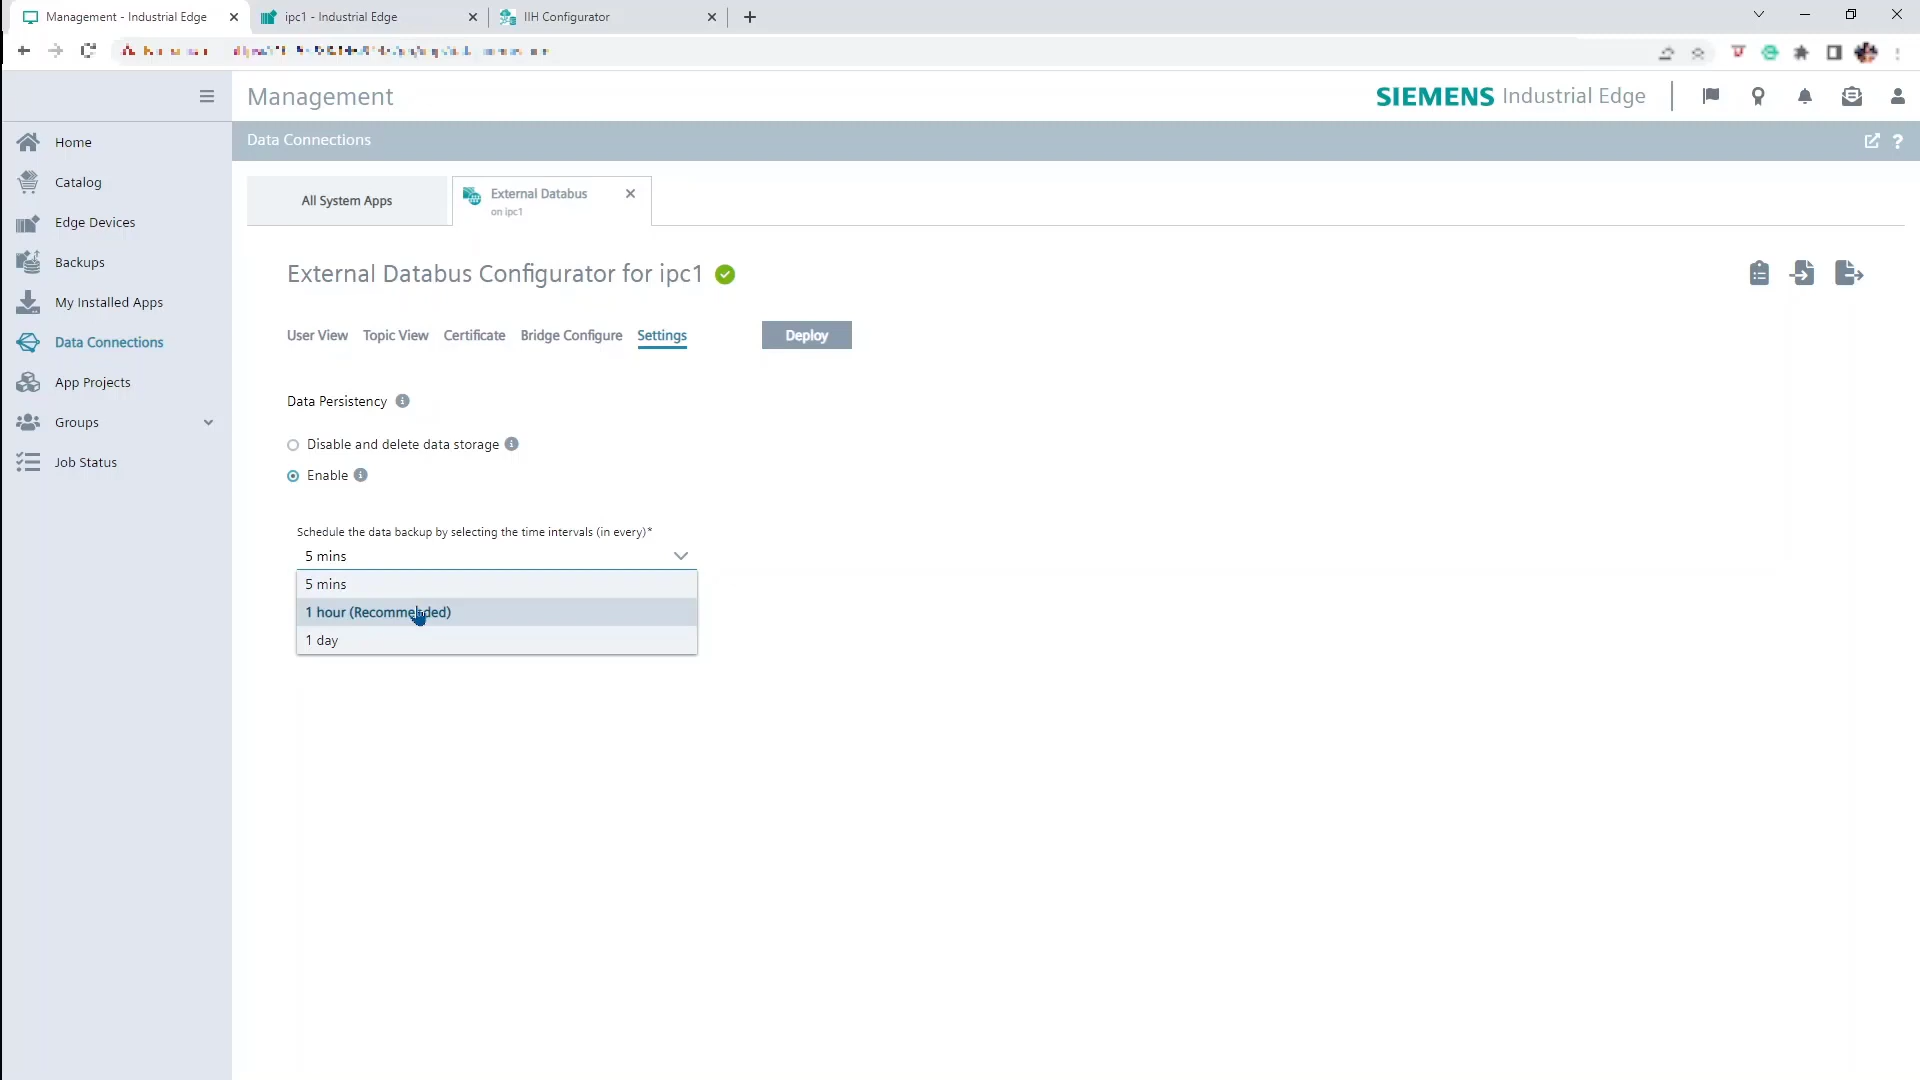 Management - Industrial Edge
ipc1 - Industrial Edge
IIH Configurator
Management
SIEMENS Industrial Edge
Data Connections
Home
Catalog
Edge Devices
Backups
My Installed Apps
Data Connections
App Projects
Groups
Job Status
All System Apps
External Databus
on ipc1
External Databus Configurator for ipc1
User View Topic View Certificate Bridge Configure Settings Deploy
Data Persistency
Disable and delete data storage
Enable
Schedule the data backup by selecting the time intervals (in every)*
5 mins
5 mins
1 hour (Recommended)
1 day